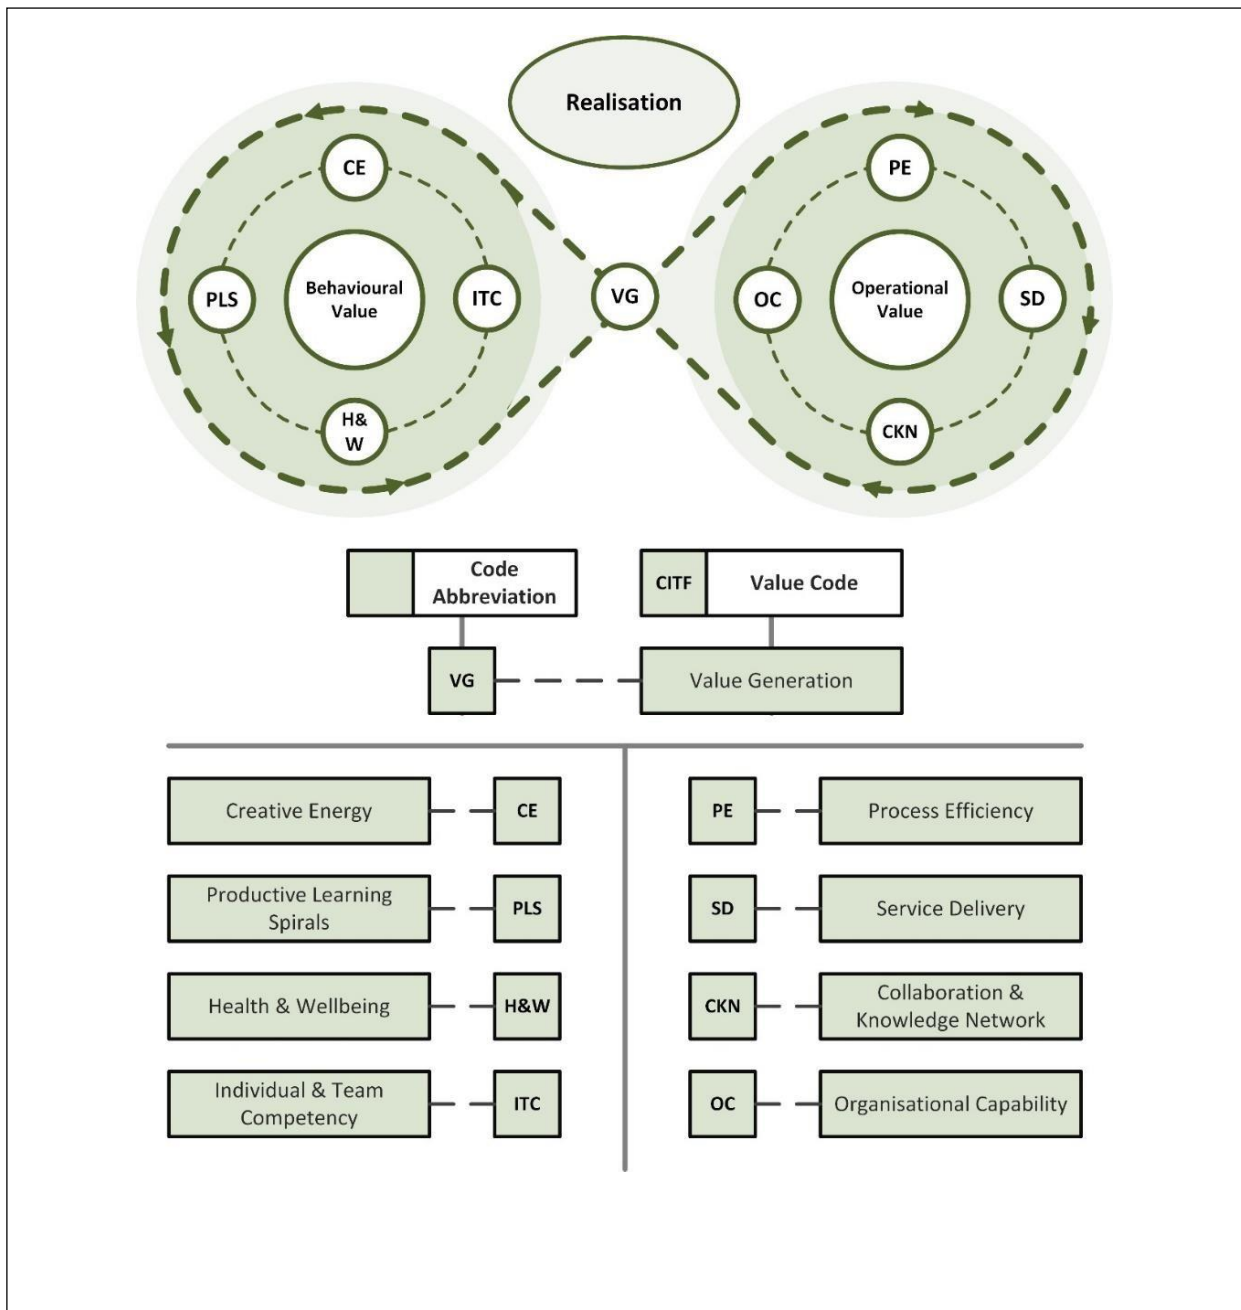 Realisation
CE
PE
PLS
Behavioural
Value
ITC
VG
OC
Operational
Value
SD
H&
W
CKN
Code
Abbreviation
CITF
Value Code
VG
Value Generation
Creative Energy
CE
PE
Process Efficiency
Productive Learning
Spirals
PLS
SD
Service Delivery
Health & Wellbeing
H&W
CKN
Collaboration &
Knowledge Network
Individual & Team
Competency
ITC
OC
Organisational Capability